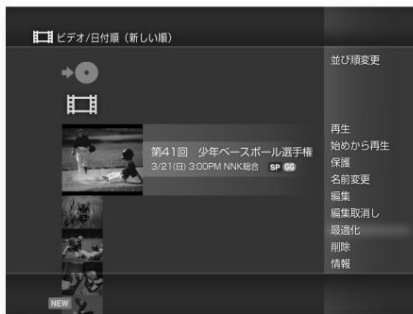 ビデオ/日付順（新しい順）
並び順変更
第41回　少年ベースボール選手権
3/21(日) 3:00PM NNK総合 SP GG
再生
始めから再生
保護
名前変更
編集
編集取消し
最適化
削除
情報
NEW